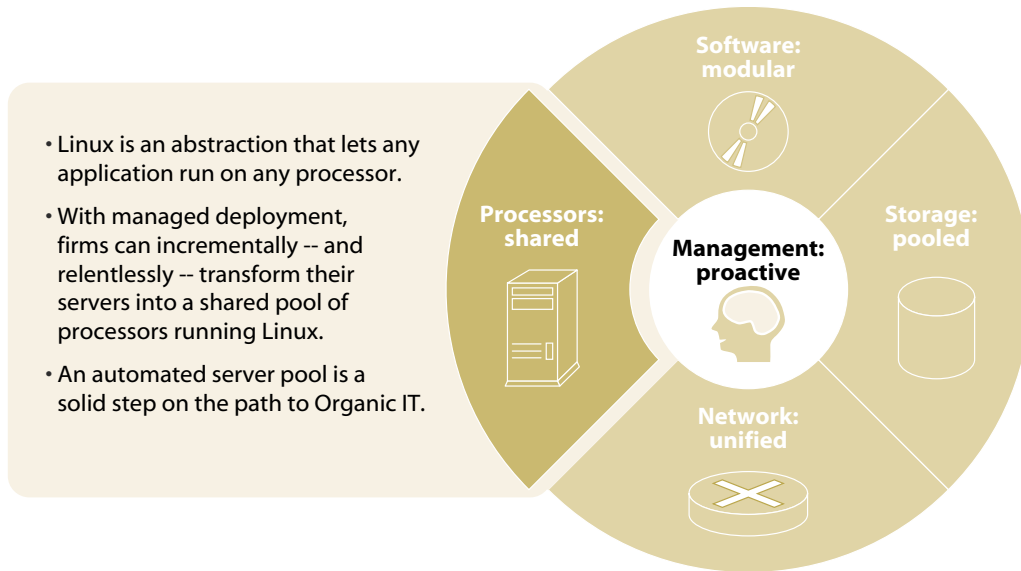 • Linux is an abstraction that lets any
application run on any processor.
• With managed deployment,
firms can incrementally -- and
relentlessly -- transform their
servers into a shared pool of
processors running Linux.
• An automated server pool is a
solid step on the path to Organic IT.
Processors:
shared
Software:
modular
Management:
proactive
Storage:
pooled
Network:
unified